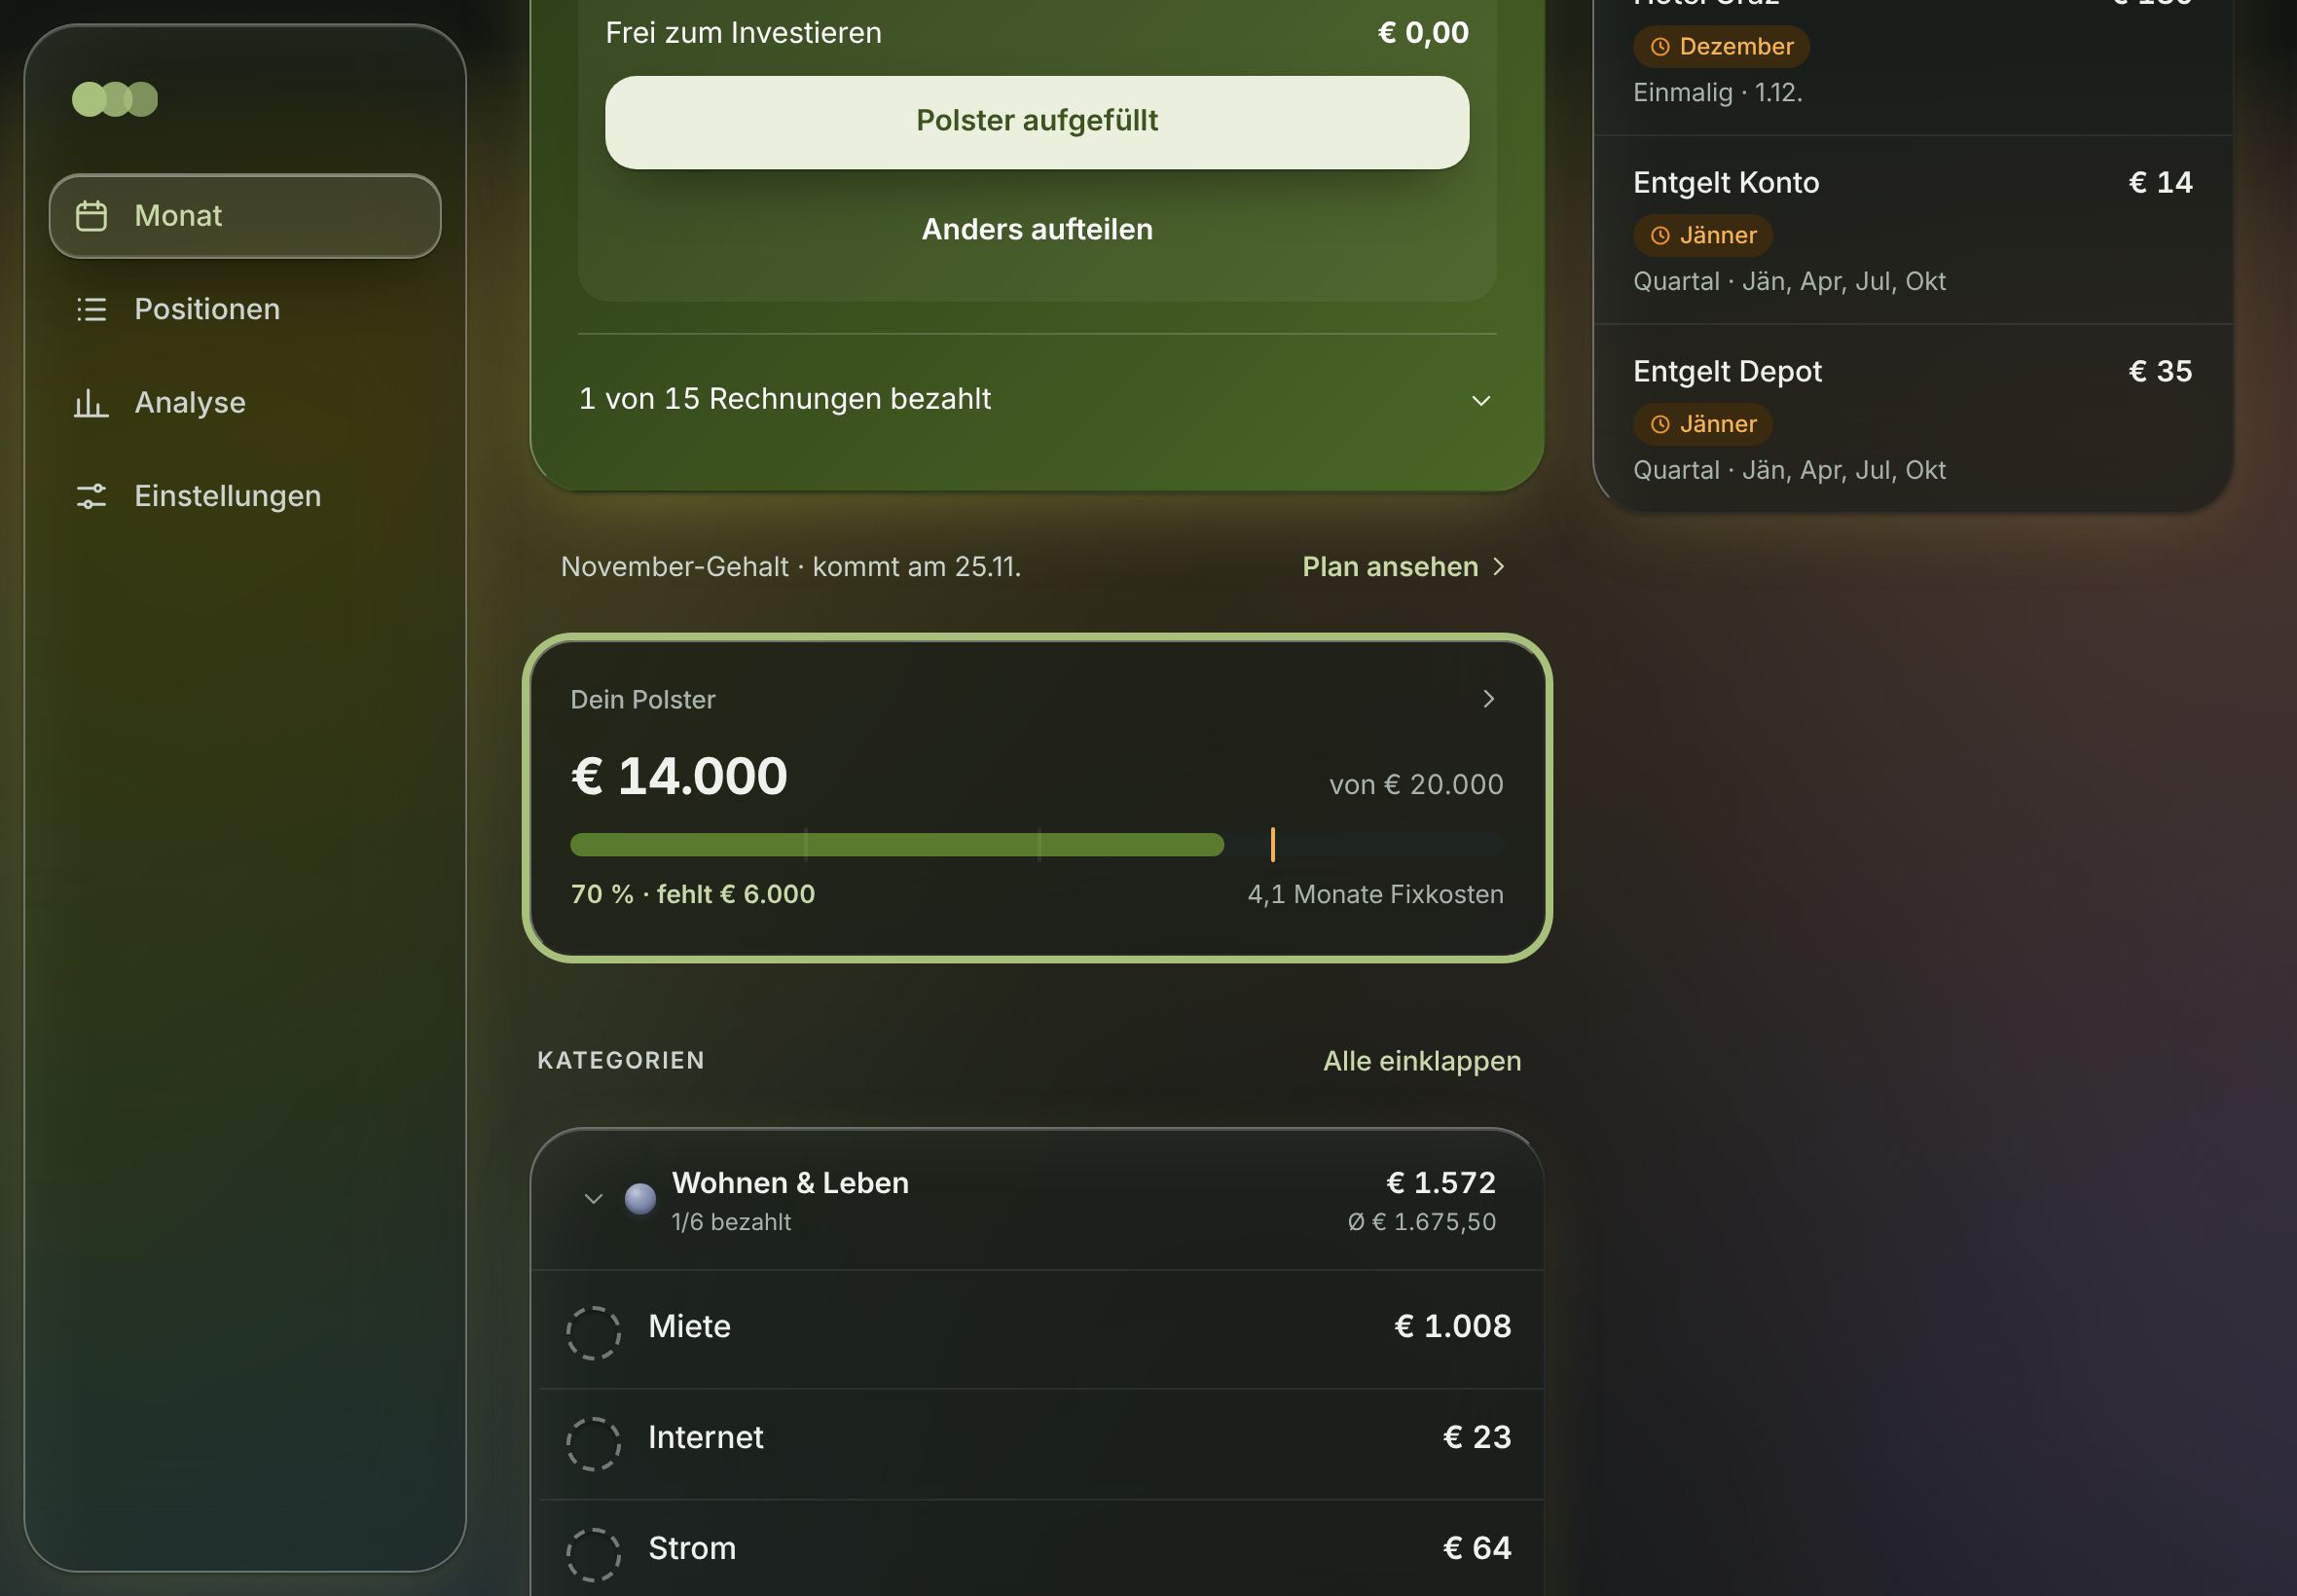 Monat
Positionen
Analyse
Einstellungen
Frei zum Investieren € 0,00
Polster aufgefüllt
Anders aufteilen
1 von 15 Rechnungen bezahlt
November-Gehalt · kommt am 25.11.
Plan ansehen
Dein Polster
€ 14.000
von € 20.000
70 % · fehlt € 6.000
4,1 Monate Fixkosten
KATEGORIEN
Alle einklappen
Wohnen & Leben € 1.572
1/6 bezahlt Ø € 1.675,50
Miete € 1.008
Internet € 23
Strom € 64
Dezember
Einmalig · 1.12.
Entgelt Konto € 14
Jänner
Quartal · Jän, Apr, Jul, Okt
Entgelt Depot € 35
Jänner
Quartal · Jän, Apr, Jul, Okt